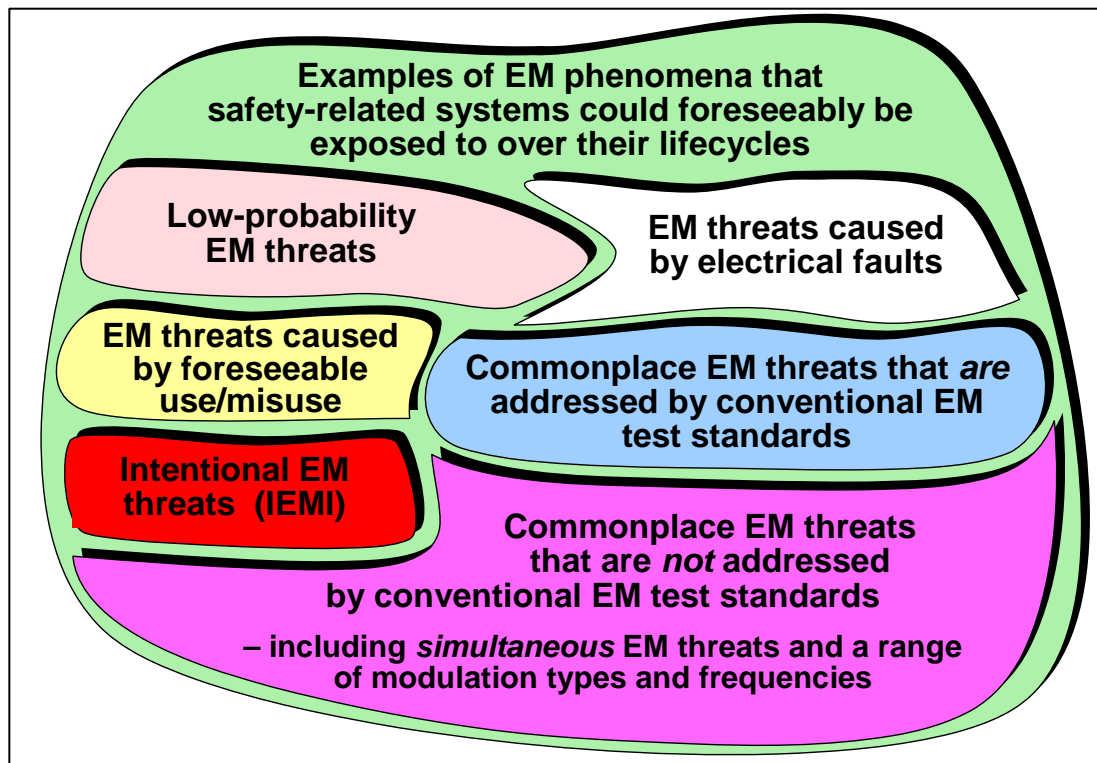 Examples of EM phenomena that
safety-related systems could foreseeably be
exposed to over their lifecycles
Low-probability
EM threats
EM threats caused
by electrical faults
EM threats caused
by foreseeable
use/misuse
Commonplace EM threats that are
addressed by conventional EM
test standards
Intentional EM
threats (IEMI)
Commonplace EM threats
that are not addressed
by conventional EM test standards
– including simultaneous EM threats and a range
of modulation types and frequencies